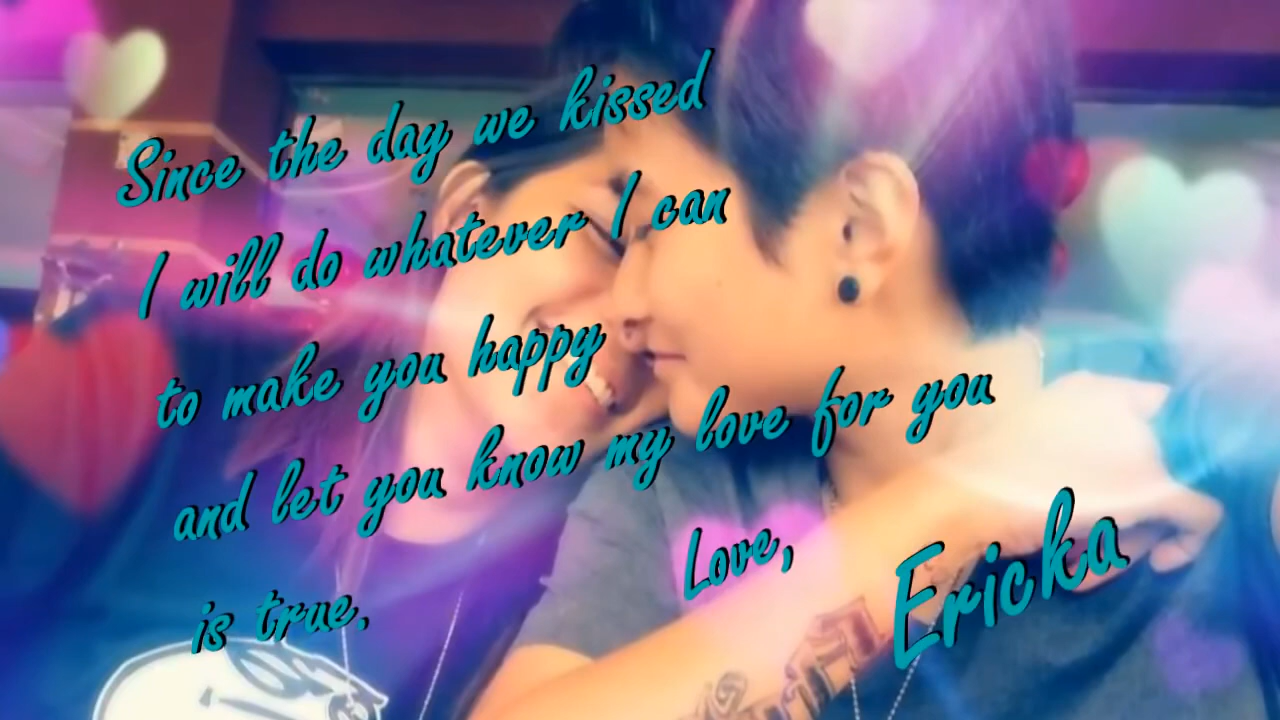 Since the day we kissed
I will do whatever I can
to make you happy
and let you know my love for you
is true.
Love,
Ericka